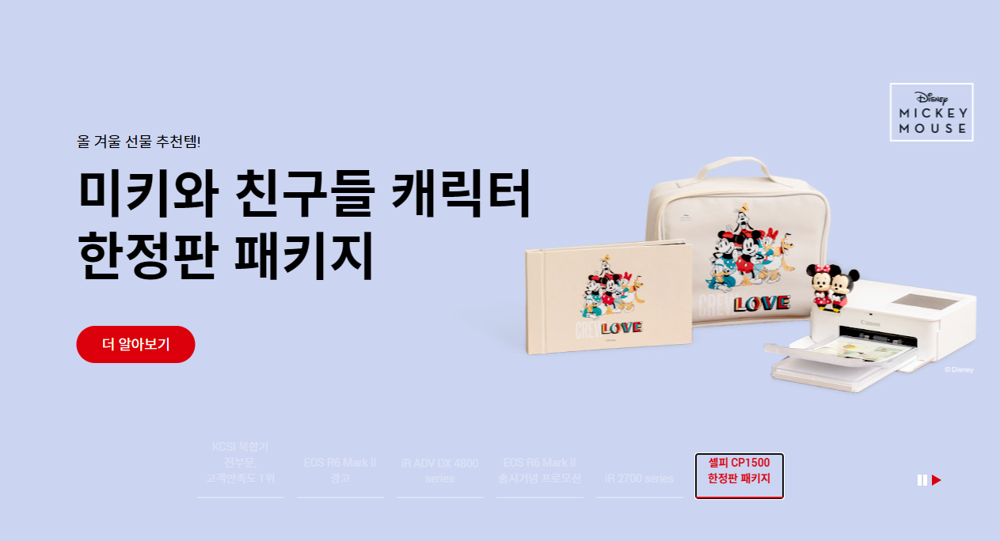 Disney
MICKEY
MOUSE
올 겨울 선물 추천템!
미키와 친구들 캐릭터
한정판 패키지
더 알아보기
CREW
LOVE
CREW
LOVE
Canon
© Disney
KCSI 복합기
전부문,
고객만족도 1위
EOS R6 Mark II
광고
iR ADV DX 4800
series
EOS R6 Mark II
출시기념 프로모션
iR 2700 series
셀피 CP1500
한정판 패키지